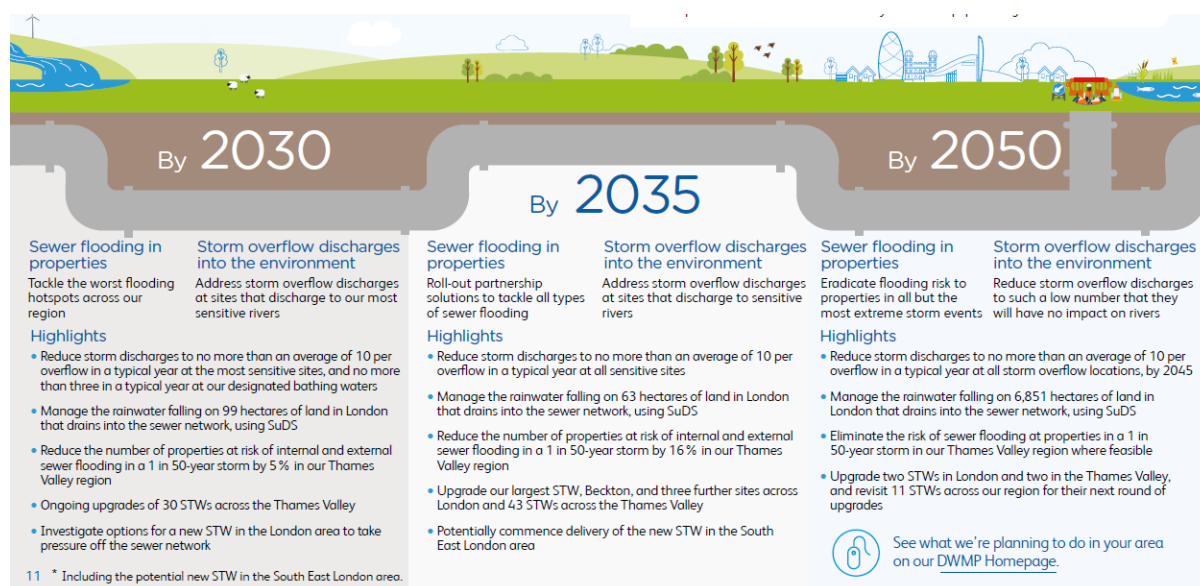 By 2030
Sewer flooding in
properties
Tackle the worst flooding
hotspots across our
region
Storm overflow discharges
into the environment
Address storm overflow discharges
at sites that discharge to our most
sensitive rivers
Highlights
• Reduce storm discharges to no more than an average of 10 per
overflow in a typical year at the most sensitive sites, and no more
than three in a typical year at our designated bathing waters
• Manage the rainwater falling on 99 hectares of land in London
that drains into the sewer network, using SuDS
• Reduce the number of properties at risk of internal and external
sewer flooding in a 1 in 50-year storm by 5% in our Thames
Valley region
• Ongoing upgrades of 30 STWs across the Thames Valley
• Investigate options for a new STW in the London area to take
pressure off the sewer network
By 2035
Sewer flooding in
properties
Roll-out partnership
solutions to tackle all types
of sewer flooding
Storm overflow discharges
into the environment
Address storm overflow discharges
at sites that discharge to sensitive
rivers
Highlights
• Reduce storm discharges to no more than an average of 10 per
overflow in a typical year at all sensitive sites
• Manage the rainwater falling on 63 hectares of land in London
that drains into the sewer network, using SuDS
• Reduce the number of properties at risk of internal and external
sewer flooding in a 1 in 50-year storm by 16% in our Thames
Valley region
• Upgrade our largest STW, Beckton, and three further sites across
London and 43 STWs across the Thames Valley
• Potentially commence delivery of the new STW in the South
East London area
By 2050
Sewer flooding in
properties
Eradicate flooding risk to
properties in all but the
most extreme storm events
Storm overflow discharges
into the environment
Reduce storm overflow discharges
to such a low number that they
will have no impact on rivers
Highlights
• Reduce storm discharges to no more than an average of 10 per
overflow in a typical year at all storm overflow locations, by 2045
• Manage the rainwater falling on 6,851 hectares of land in
London that drains into the sewer network, using SuDS
• Eliminate the risk of sewer flooding at properties in a 1 in
50-year storm in our Thames Valley region where feasible
• Upgrade two STWs in London and two in the Thames Valley,
and revisit 11 STWs across our region for their next round of
upgrades
See what we're planning to do in your area
on our DWMP Homepage.
11 * Including the potential new STW in the South East London area.